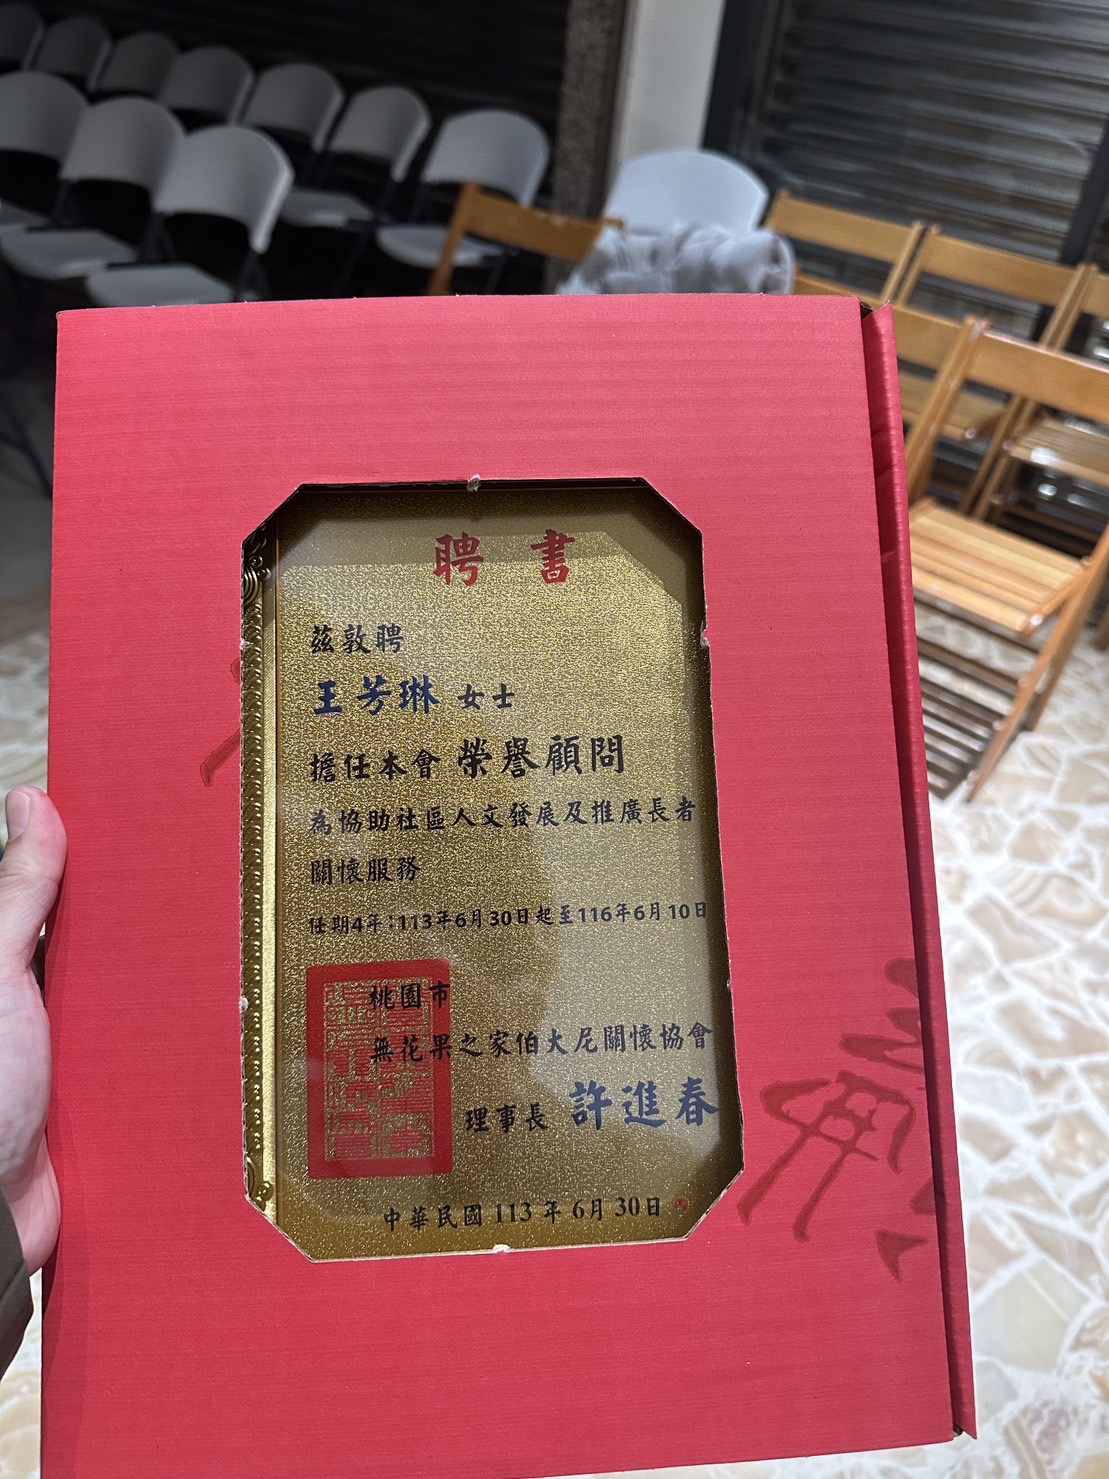 聘書
茲敦聘
王芳琳 女士
擔任本會 榮譽顧問
為協助社區人文發展及推廣長者
關懷服務
任期4年：113年6月30日起至116年6月10日
桃園市
無花果之家伯大尼關懷協會
理事長 許進春
中華民國 113 年 6月 30日